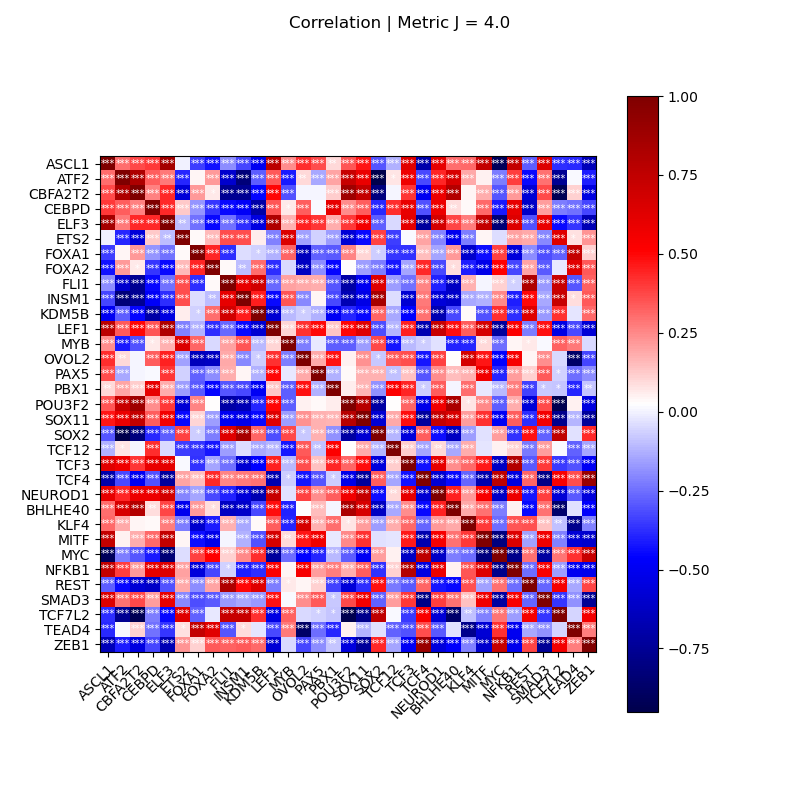 Correlation | Metric J = 4.0
ASCL1
ATF2
CBFA2T2
CEBPD
ELF3
ETS2
FOXA1
FOXA2
FLI1
INSM1
KDM5B
LEF1
MYB
OVOL2
PAX5
PBX1
POU3F2
SOX11
SOX2
TCF12
TCF3
TCF4
NEUROD1
BHLHE40
KLF4
MITF
MYC
NFKB1
REST
SMAD3
TCF7L2
TEAD4
ZEB1
ASCL1
ATF2
CBFA2T2
CEBPD
ELF3
ETS2
FOXA1
FOXA2
FLI1
INSM1
KDM5B
LEF1
MYB
OVOL2
PAX5
PBX1
POU3F2
SOX11
SOX2
TCF12
TCF3
TCF4
NEUROD1
BHLHE40
KLF4
MITF
MYC
NFKB1
REST
SMAD3
TCF7L2
TEAD4
ZEB1
1.00
0.75
0.50
0.25
0.00
−0.25
−0.50
−0.75